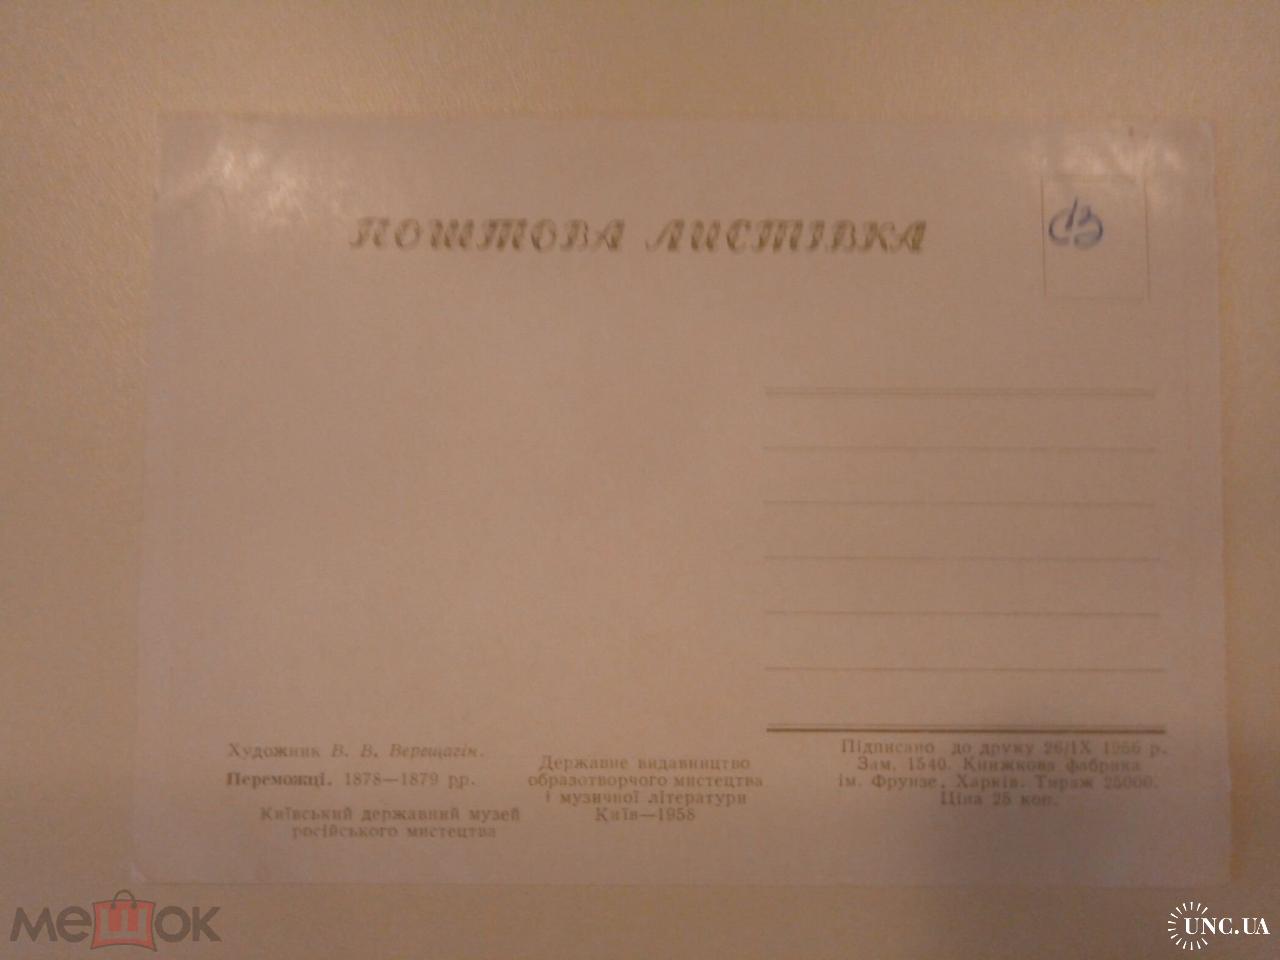 ПОШТОВА ЛИСТІВКА
Художник В. В. Верещагін.
Переможці. 1878—1879 рр.
Київський державний музей
російського мистецтва
Державне видавництво
образотворчого мистецтва
і музичної літератури
Київ—1958
Підписано до друку 26/IX 1956 р.
Зам. 1540. Книжкова фабрика
ім. Фрунзе, Харків. Тираж 25000.
Ціна 25 коп.
мешок
UNC.UA